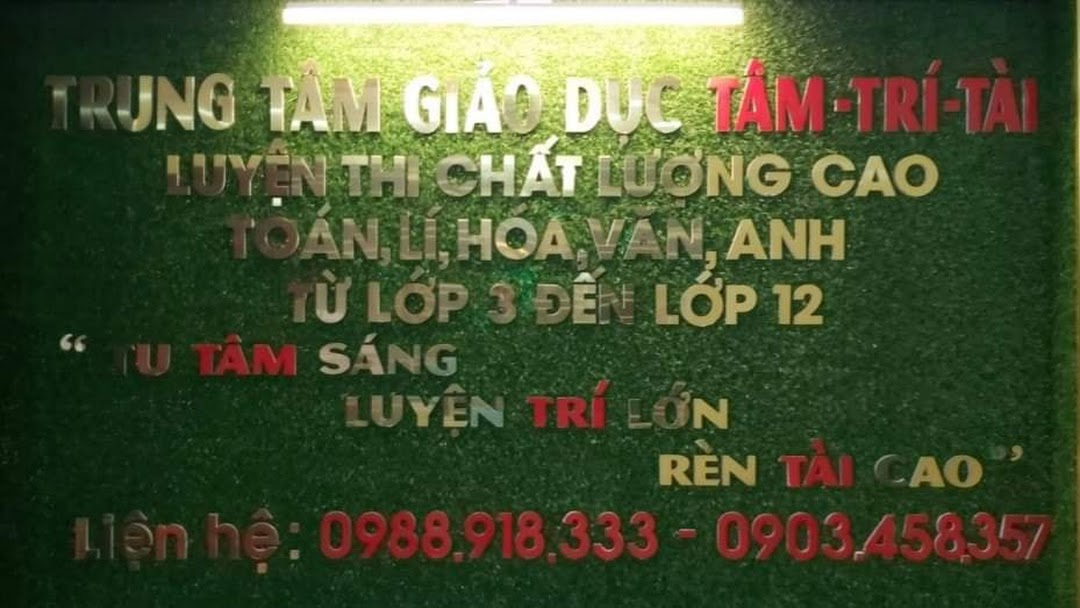 TRUNG TÂM GIÁO DỤC TÂM-TRÍ-TÀI
LUYỆN THI CHẤT LƯỢNG CAO
TOÁN, LÍ, HÓA, VĂN, ANH
TỪ LỚP 3 ĐẾN LỚP 12
“ TU TÂM SÁNG
LUYỆN TRÍ LỚN
RÈN TÀI CAO ”
Liện hệ: 0988.918.333 - 0903.458.357